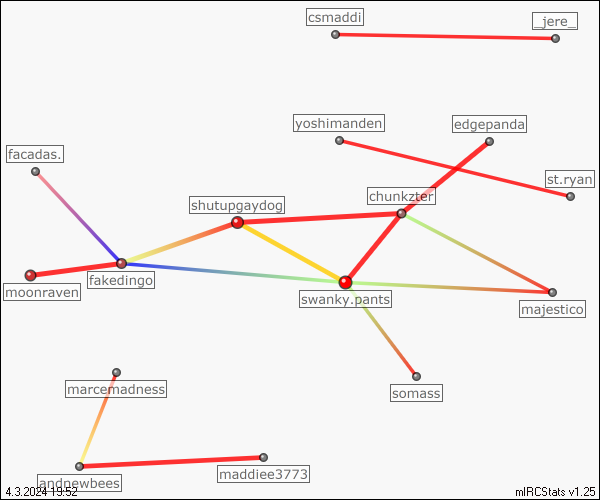 csmaddi
_jere_
yoshimanden
edgepanda
facadas.
st.ryan
chunkzter
shutupgaydog
fakedingo
moonraven
swanky.pants
majestico
marcemadness
somass
maddiee3773
andnewbees
4.3.2024 19:52
mIRCStats v1.25